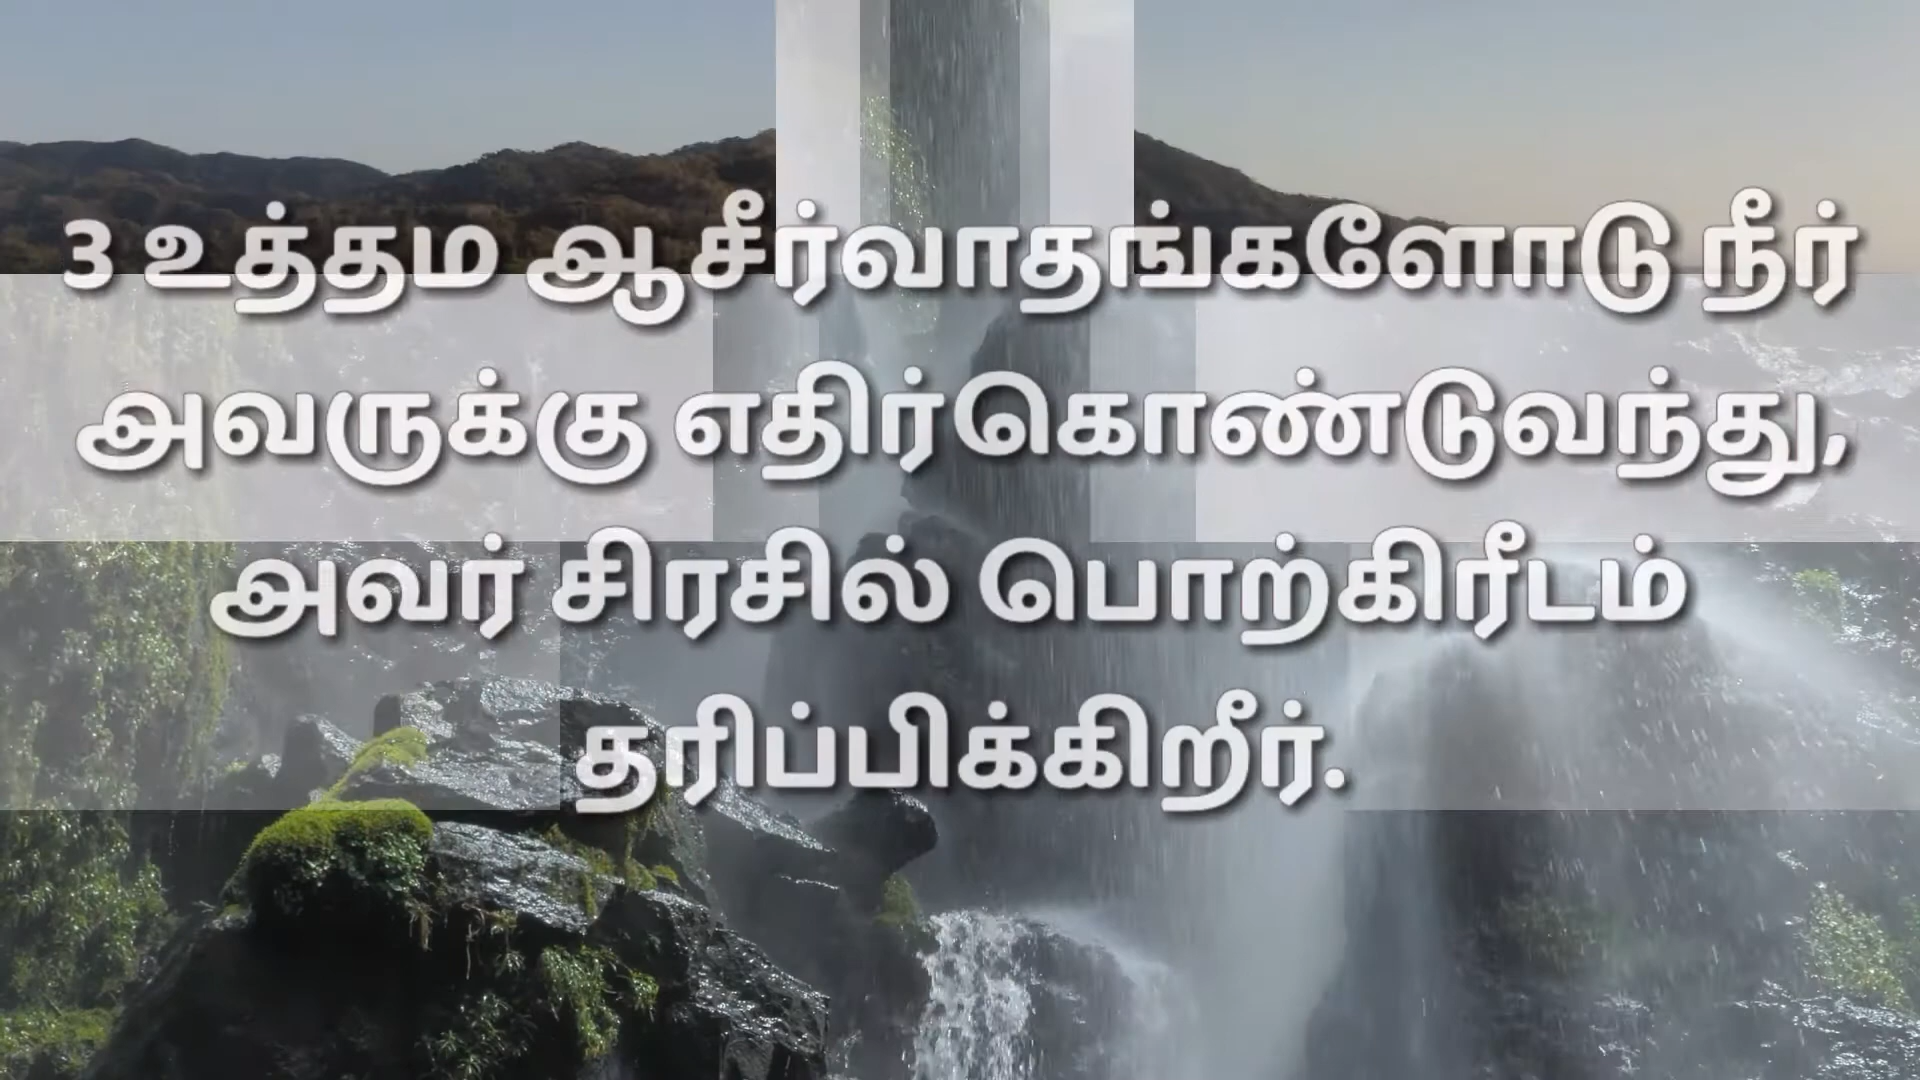 3 உத்தம ஆசீர்வாதங்களோடு நீர்
அவருக்கு எதிர்கொண்டுவந்து,
அவர் சிரசில் பொற்கிரீடம்
தரிப்பிக்கிறீர்.